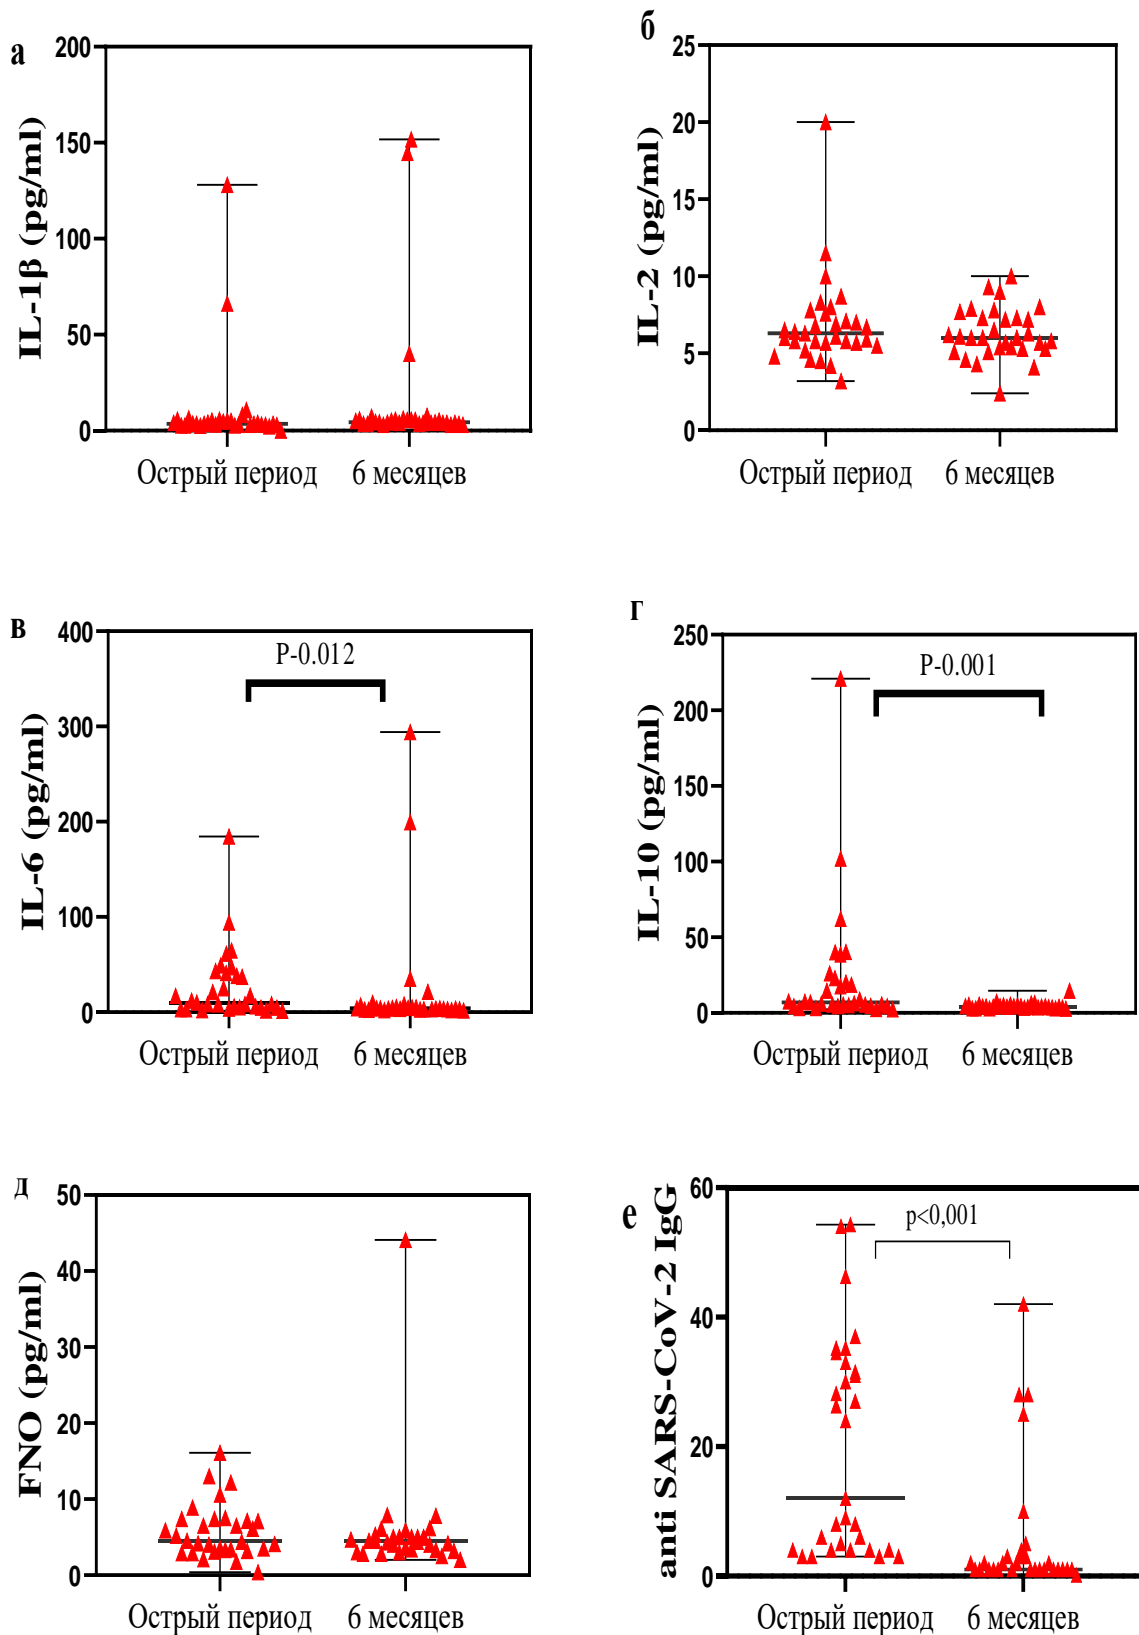 а
200
150
100
50
0
IL-1β (pg/ml)
Острый период
6 месяцев
б
25
20
15
10
5
0
IL-2 (pg/ml)
Острый период
6 месяцев
в
400
300
200
100
0
IL-6 (pg/ml)
P-0.012
Острый период
6 месяцев
г
250
200
150
100
50
0
IL-10 (pg/ml)
P-0.001
Острый период
6 месяцев
д
50
40
30
20
10
0
FNO (pg/ml)
Острый период
6 месяцев
е
60
40
20
0
anti SARS-CoV-2 IgG
p<0,001
Острый период
6 месяцев